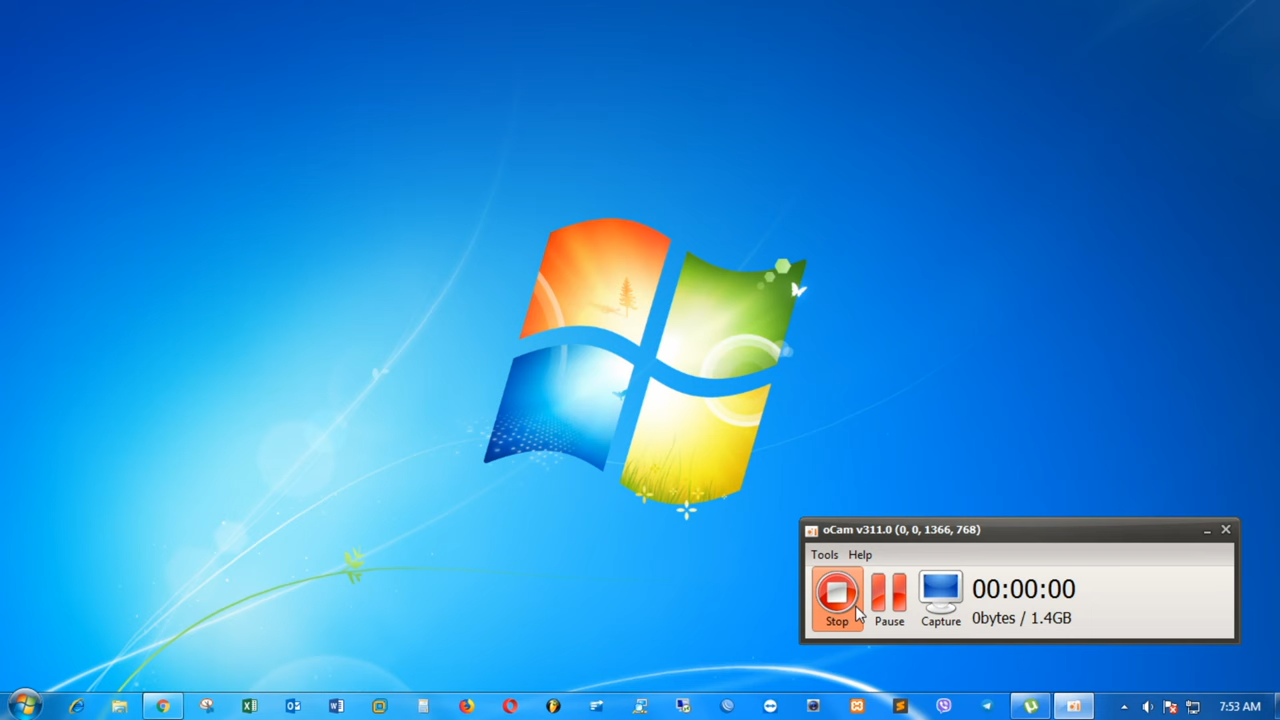 oCam v311.0 (0, 0, 1366, 768)
Tools Help
00:00:00
Stop Pause Capture 0bytes / 1.4GB
7:53 AM